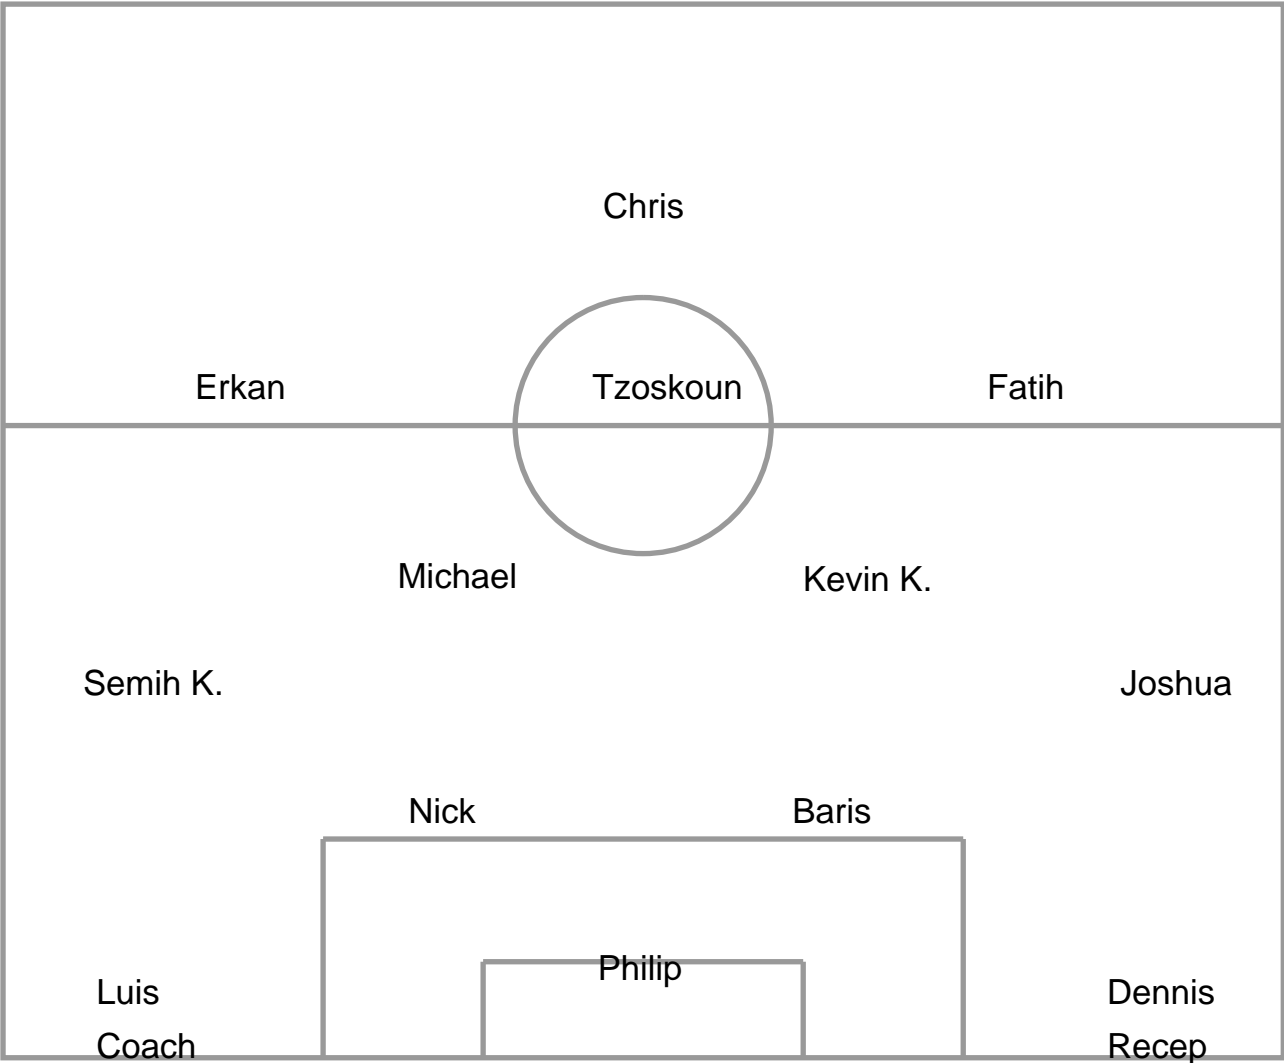 Chris
Erkan Tzoskoun Fatih
Michael Kevin K.
Semih K. Joshua
Nick Baris
Philip
Luis Dennis
Coach Recep